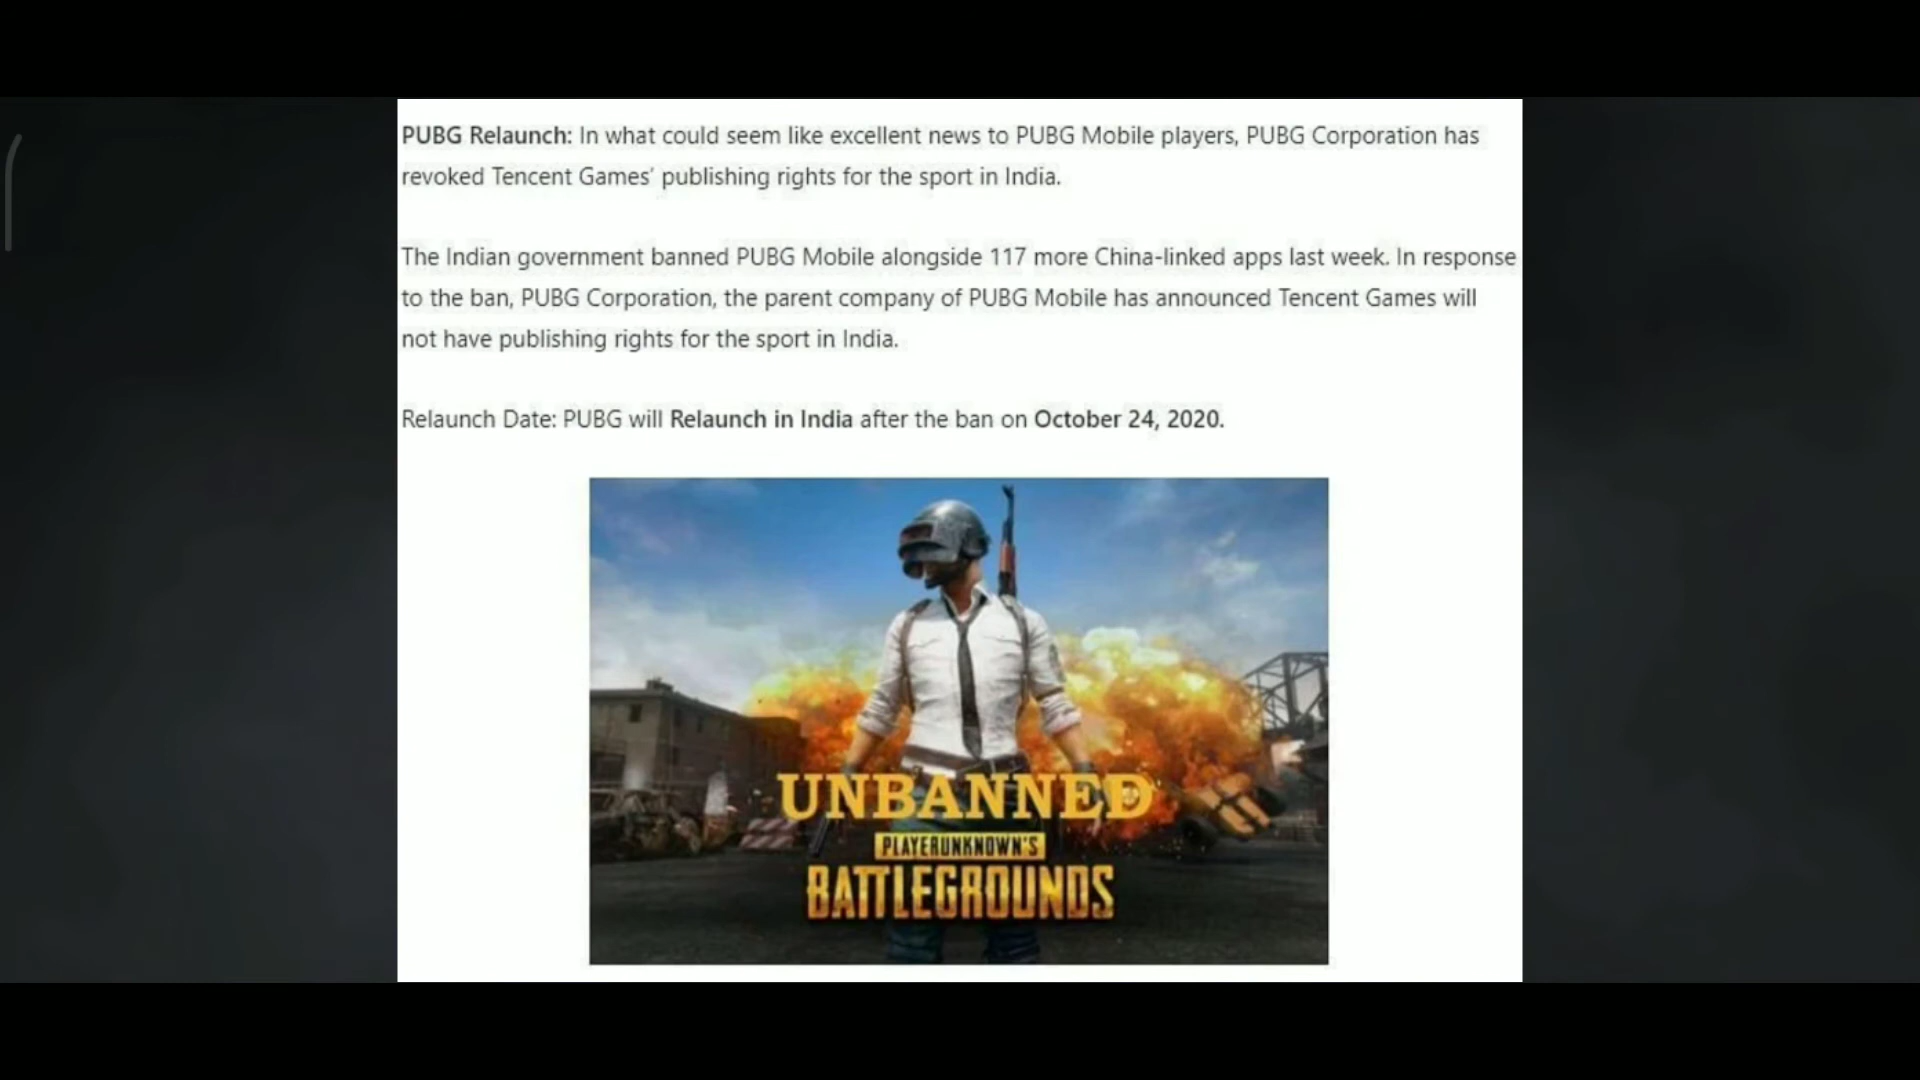 PUBG Relaunch: In what could seem like excellent news to PUBG Mobile players, PUBG Corporation has
revoked Tencent Games' publishing rights for the sport in India.
The Indian government banned PUBG Mobile alongside 117 more China-linked apps last week. In response
to the ban, PUBG Corporation, the parent company of PUBG Mobile has announced Tencent Games will
not have publishing rights for the sport in India.
Relaunch Date: PUBG will Relaunch in India after the ban on October 24, 2020.
UNBANNED
PLAYERUNKNOWN'S
BATTLEGROUNDS